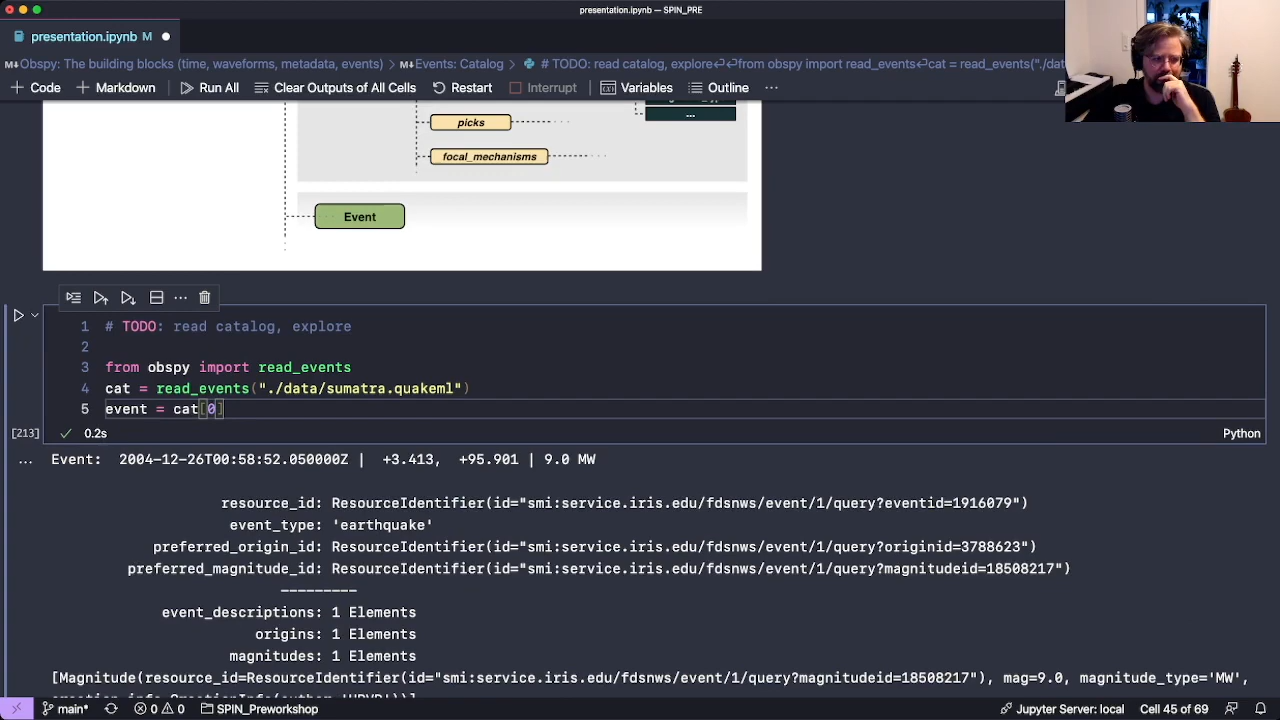 presentation.ipynb — SPIN_PRE
presentation.ipynb M
Obspy: The building blocks (time, waveforms, metadata, events) > Events: Catalog > # TODO: read catalog, explore↵↵from obspy import read_events↵cat = read_events("./dat
Code Markdown Run All Clear Outputs of All Cells Restart Interrupt Variables Outline ...
...
picks
focal_mechanisms
Event
1 # TODO: read catalog, explore
2
3 from obspy import read_events
4 cat = read_events("./data/sumatra.quakeml")
5 event = cat[0]
[213] 0.2s Python
... Event: 2004-12-26T00:58:52.050000Z | +3.413, +95.901 | 9.0 MW
resource_id: ResourceIdentifier(id="smi:service.iris.edu/fdsnws/event/1/query?eventid=1916079")
event_type: 'earthquake'
preferred_origin_id: ResourceIdentifier(id="smi:service.iris.edu/fdsnws/event/1/query?originid=3788623")
preferred_magnitude_id: ResourceIdentifier(id="smi:service.iris.edu/fdsnws/event/1/query?magnitudeid=18508217")
---------
event_descriptions: 1 Elements
origins: 1 Elements
magnitudes: 1 Elements
[Magnitude(resource_id=ResourceIdentifier(id="smi:service.iris.edu/fdsnws/event/1/query?magnitudeid=18508217"), mag=9.0, magnitude_type='MW',
main* 0 0 SPIN_Preworkshop Jupyter Server: local Cell 45 of 69